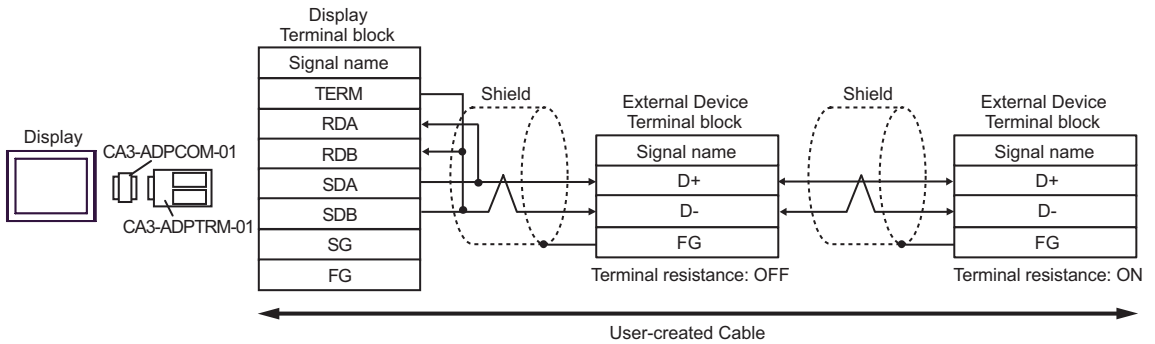 Display
CA3-ADPCOM-01
CA3-ADPTRM-01
Display
Terminal block
Signal name
TERM
RDA
RDB
SDA
SDB
SG
FG
Shield
External Device
Terminal block
Signal name
D+
D-
FG
Terminal resistance: OFF
Shield
External Device
Terminal block
Signal name
D+
D-
FG
Terminal resistance: ON
User-created Cable